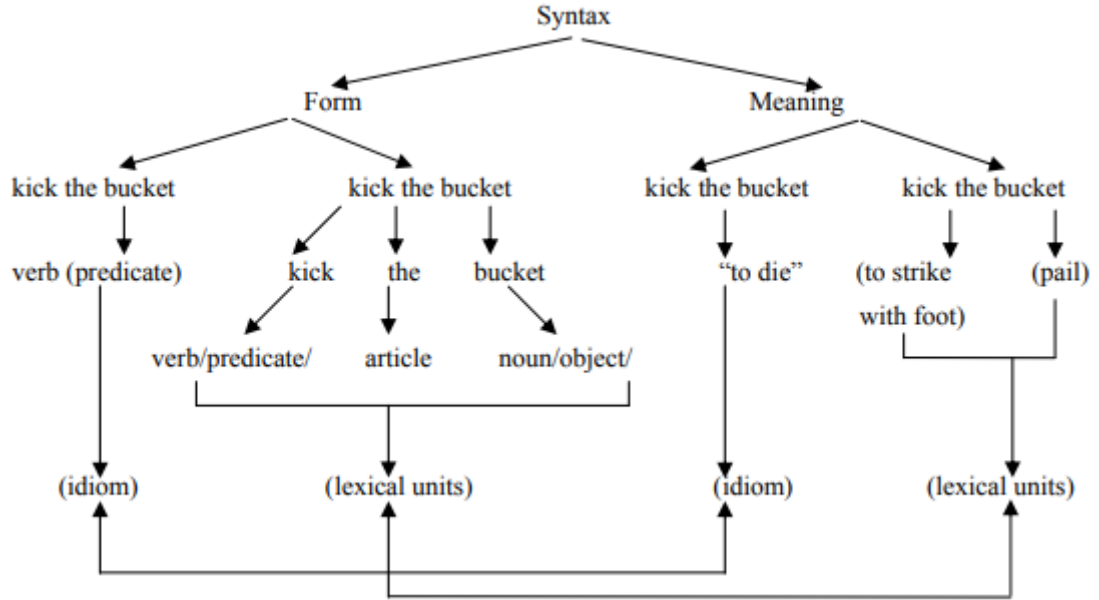 Syntax
Form Meaning
kick the bucket kick the bucket kick the bucket kick the bucket
verb (predicate) kick the bucket “to die” (to strike (pail)
with foot)
verb/predicate/ article noun/object/
(idiom) (lexical units) (idiom) (lexical units)